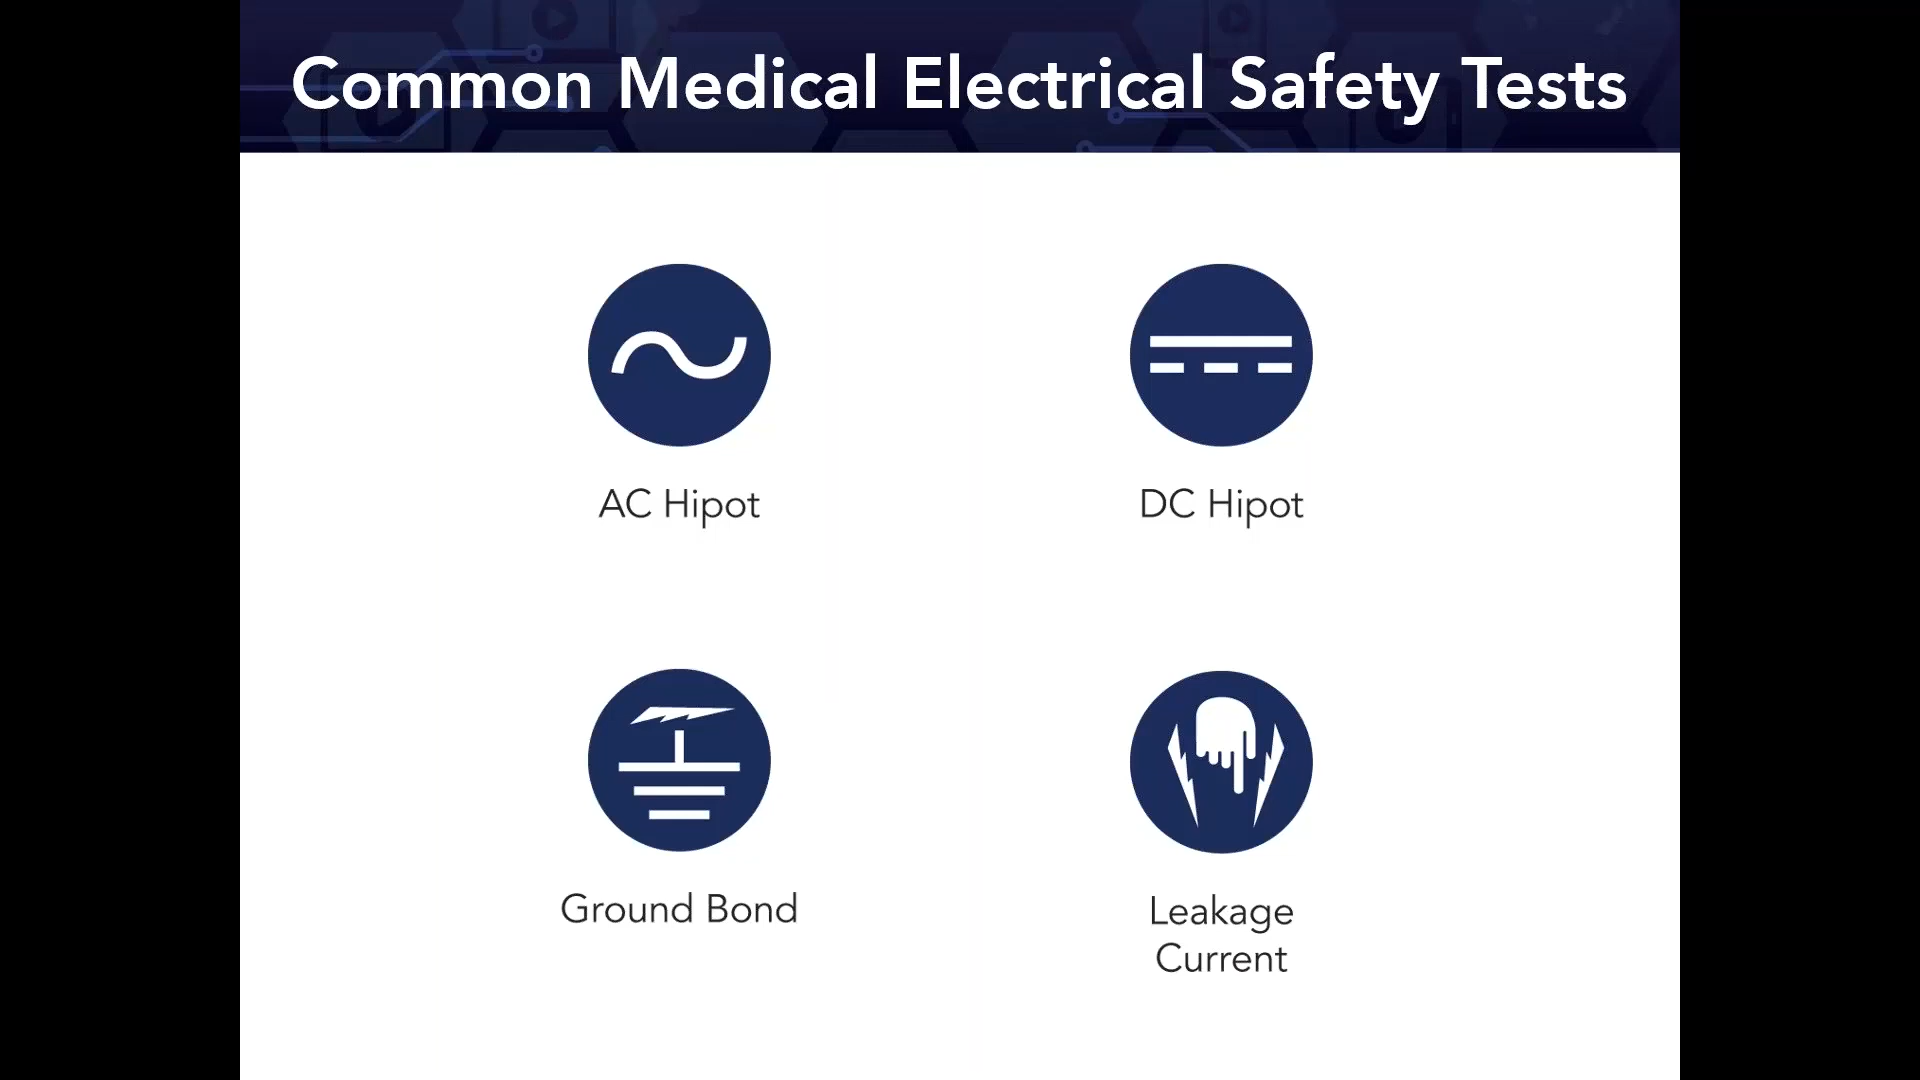 Common Medical Electrical Safety Tests
AC Hipot
DC Hipot
Ground Bond
Leakage
Current